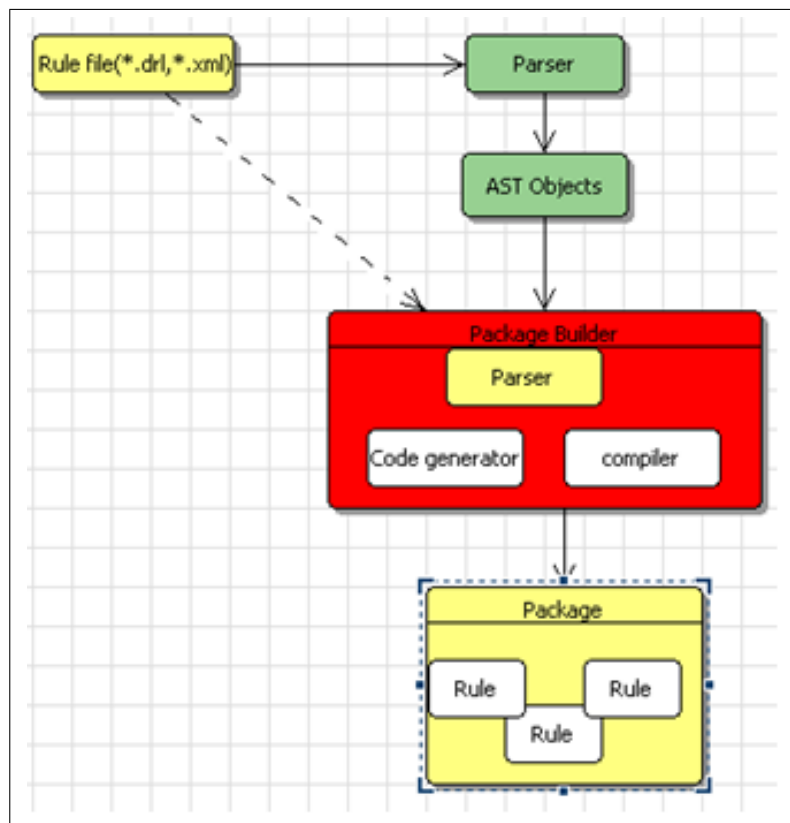 Rule file(*.drl,*.xml)
Parser
AST Objects
Package Builder
Parser
Code generator
compiler
Package
Rule
Rule
Rule